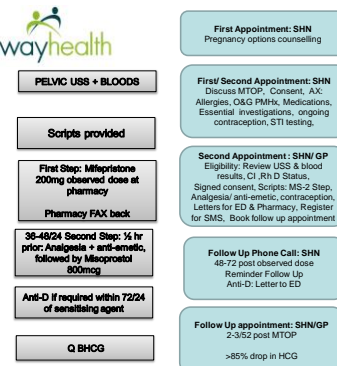 wayhealth
PELVIC USS + BLOODS
Scripts provided
First Step: Mifepristone
200mg observed dose at
pharmacy
Pharmacy FAX back
36-48/24 Second Step: ½ hr
prior: Analgesia + anti-emetic,
followed by Misoprostol
800mcg
Anti-D if required within 72/24
of sensitising agent
Q BHCG
First Appointment: SHN
Pregnancy options counselling
First/ Second Appointment: SHN
Discuss MTOP, Consent, AX:
Allergies, O&G PMHx, Medications,
Essential investigations, ongoing
contraception, STI testing,
Second Appointment : SHN/ GP
Eligibility: Review USS & blood
results, CI ,Rh D Status,
Signed consent, Scripts: MS-2 Step,
Analgesia/ anti-emetic, contraception,
Letters for ED & Pharmacy, Register
for SMS, Book follow up appointment
Follow Up Phone Call: SHN
48-72 post observed dose
Reminder Follow Up
Anti-D: Letter to ED
Follow Up appointment: SHN/GP
2-3/52 post MTOP
>85% drop in HCG